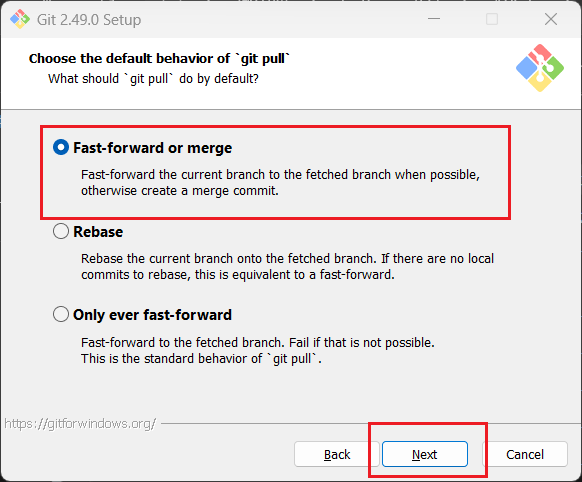 Git 2.49.0 Setup
Choose the default behavior of `git pull`
What should `git pull` do by default?
Fast-forward or merge
Fast-forward the current branch to the fetched branch when possible,
otherwise create a merge commit.
Rebase
Rebase the current branch onto the fetched branch. If there are no local
commits to rebase, this is equivalent to a fast-forward.
Only ever fast-forward
Fast-forward to the fetched branch. Fail if that is not possible.
This is the standard behavior of `git pull`.
https://gitforwindows.org/
Back
Next
Cancel